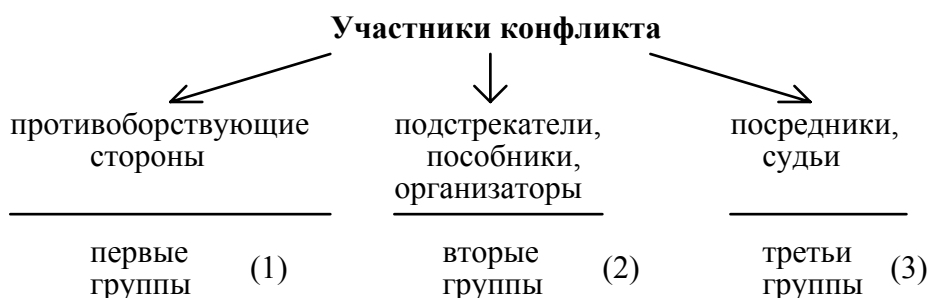 Участники конфликта
противоборствующие
стороны
подстрекатели,
пособники,
организаторы
посредники,
судьи
первые
группы (1)
вторые
группы (2)
третьи
группы (3)